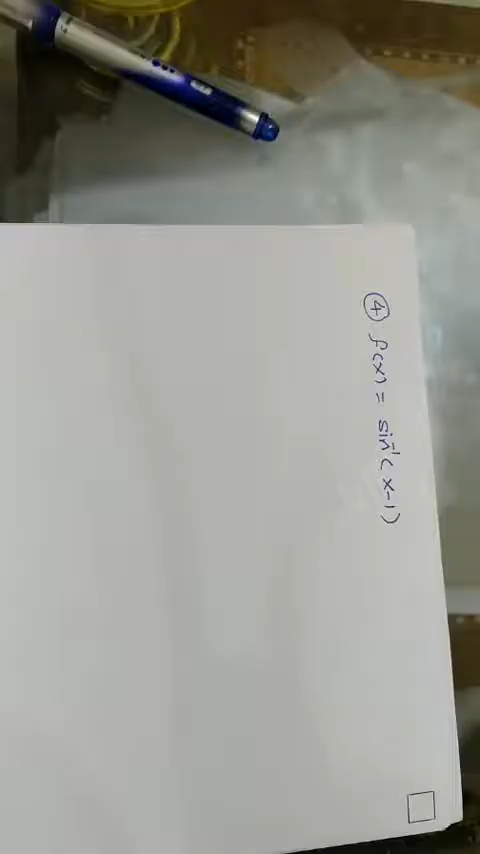 ④ f(x) = sin⁻¹(x-1)